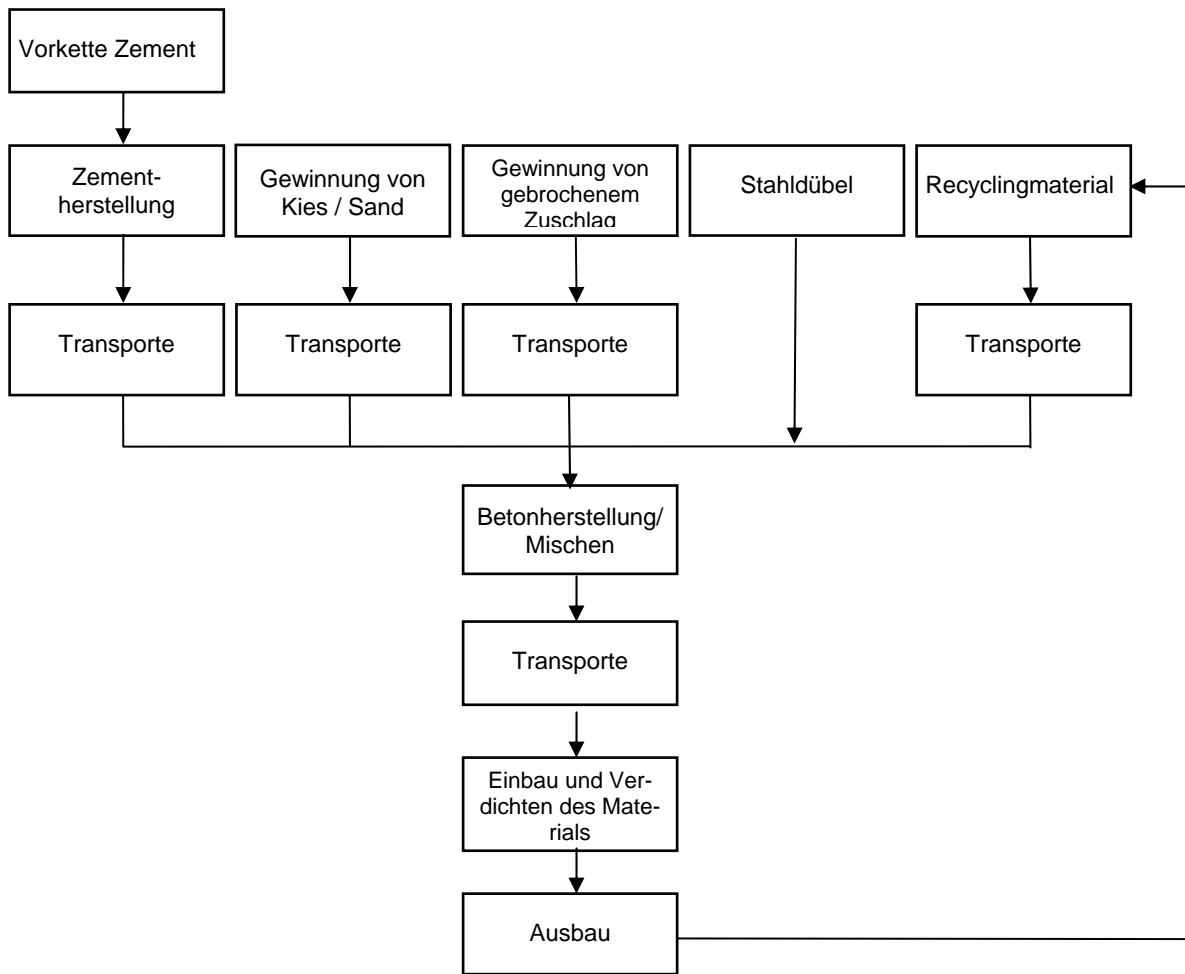 Vorkette Zement
Zement-
herstellung
Gewinnung von
Kies / Sand
Gewinnung von
gebrochenem
Zuschlag
Stahldübel
Recyclingmaterial
Transporte
Transporte
Transporte
Transporte
Betonherstellung/
Mischen
Transporte
Einbau und Ver-
dichten des Mate-
rials
Ausbau